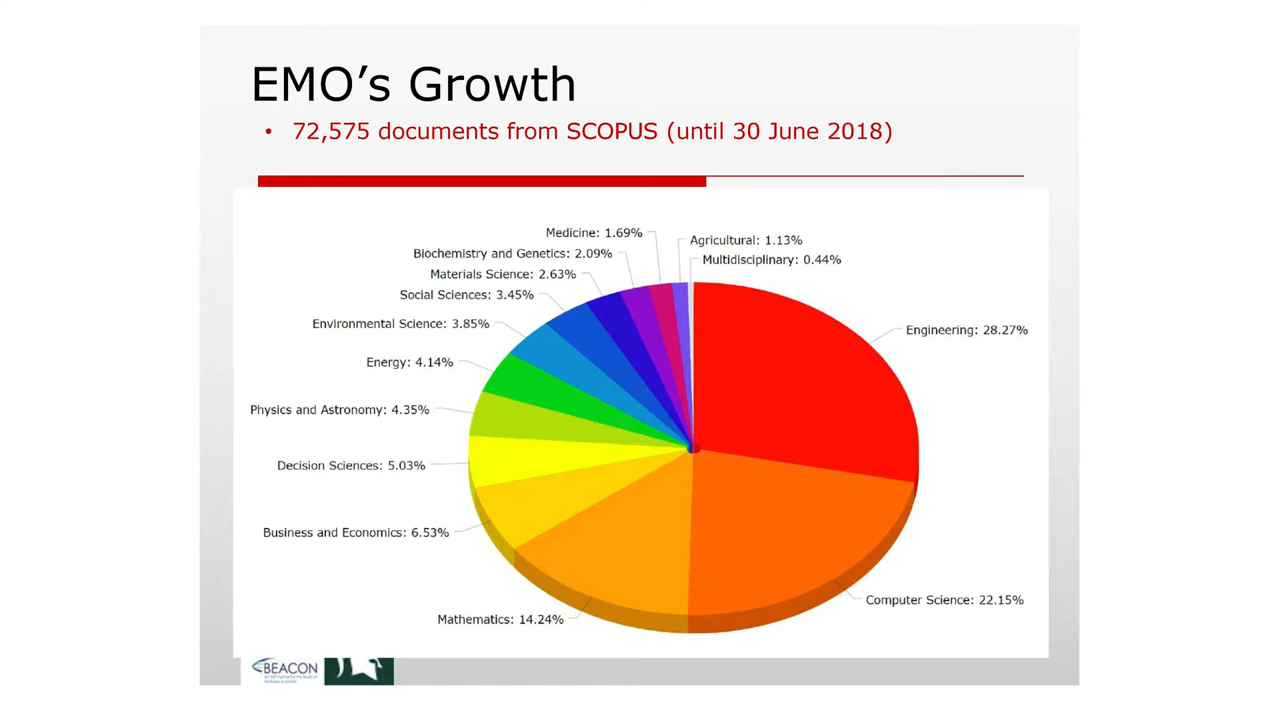 EMO's Growth
• 72,575 documents from SCOPUS (until 30 June 2018)
Medicine: 1.69%
Agricultural: 1.13%
Biochemistry and Genetics: 2.09%
Multidisciplinary: 0.44%
Materials Science: 2.63%
Social Sciences: 3.45%
Environmental Science: 3.85%
Engineering: 28.27%
Energy: 4.14%
Physics and Astronomy: 4.35%
Decision Sciences: 5.03%
Business and Economics: 6.53%
Computer Science: 22.15%
Mathematics: 14.24%
BEACON